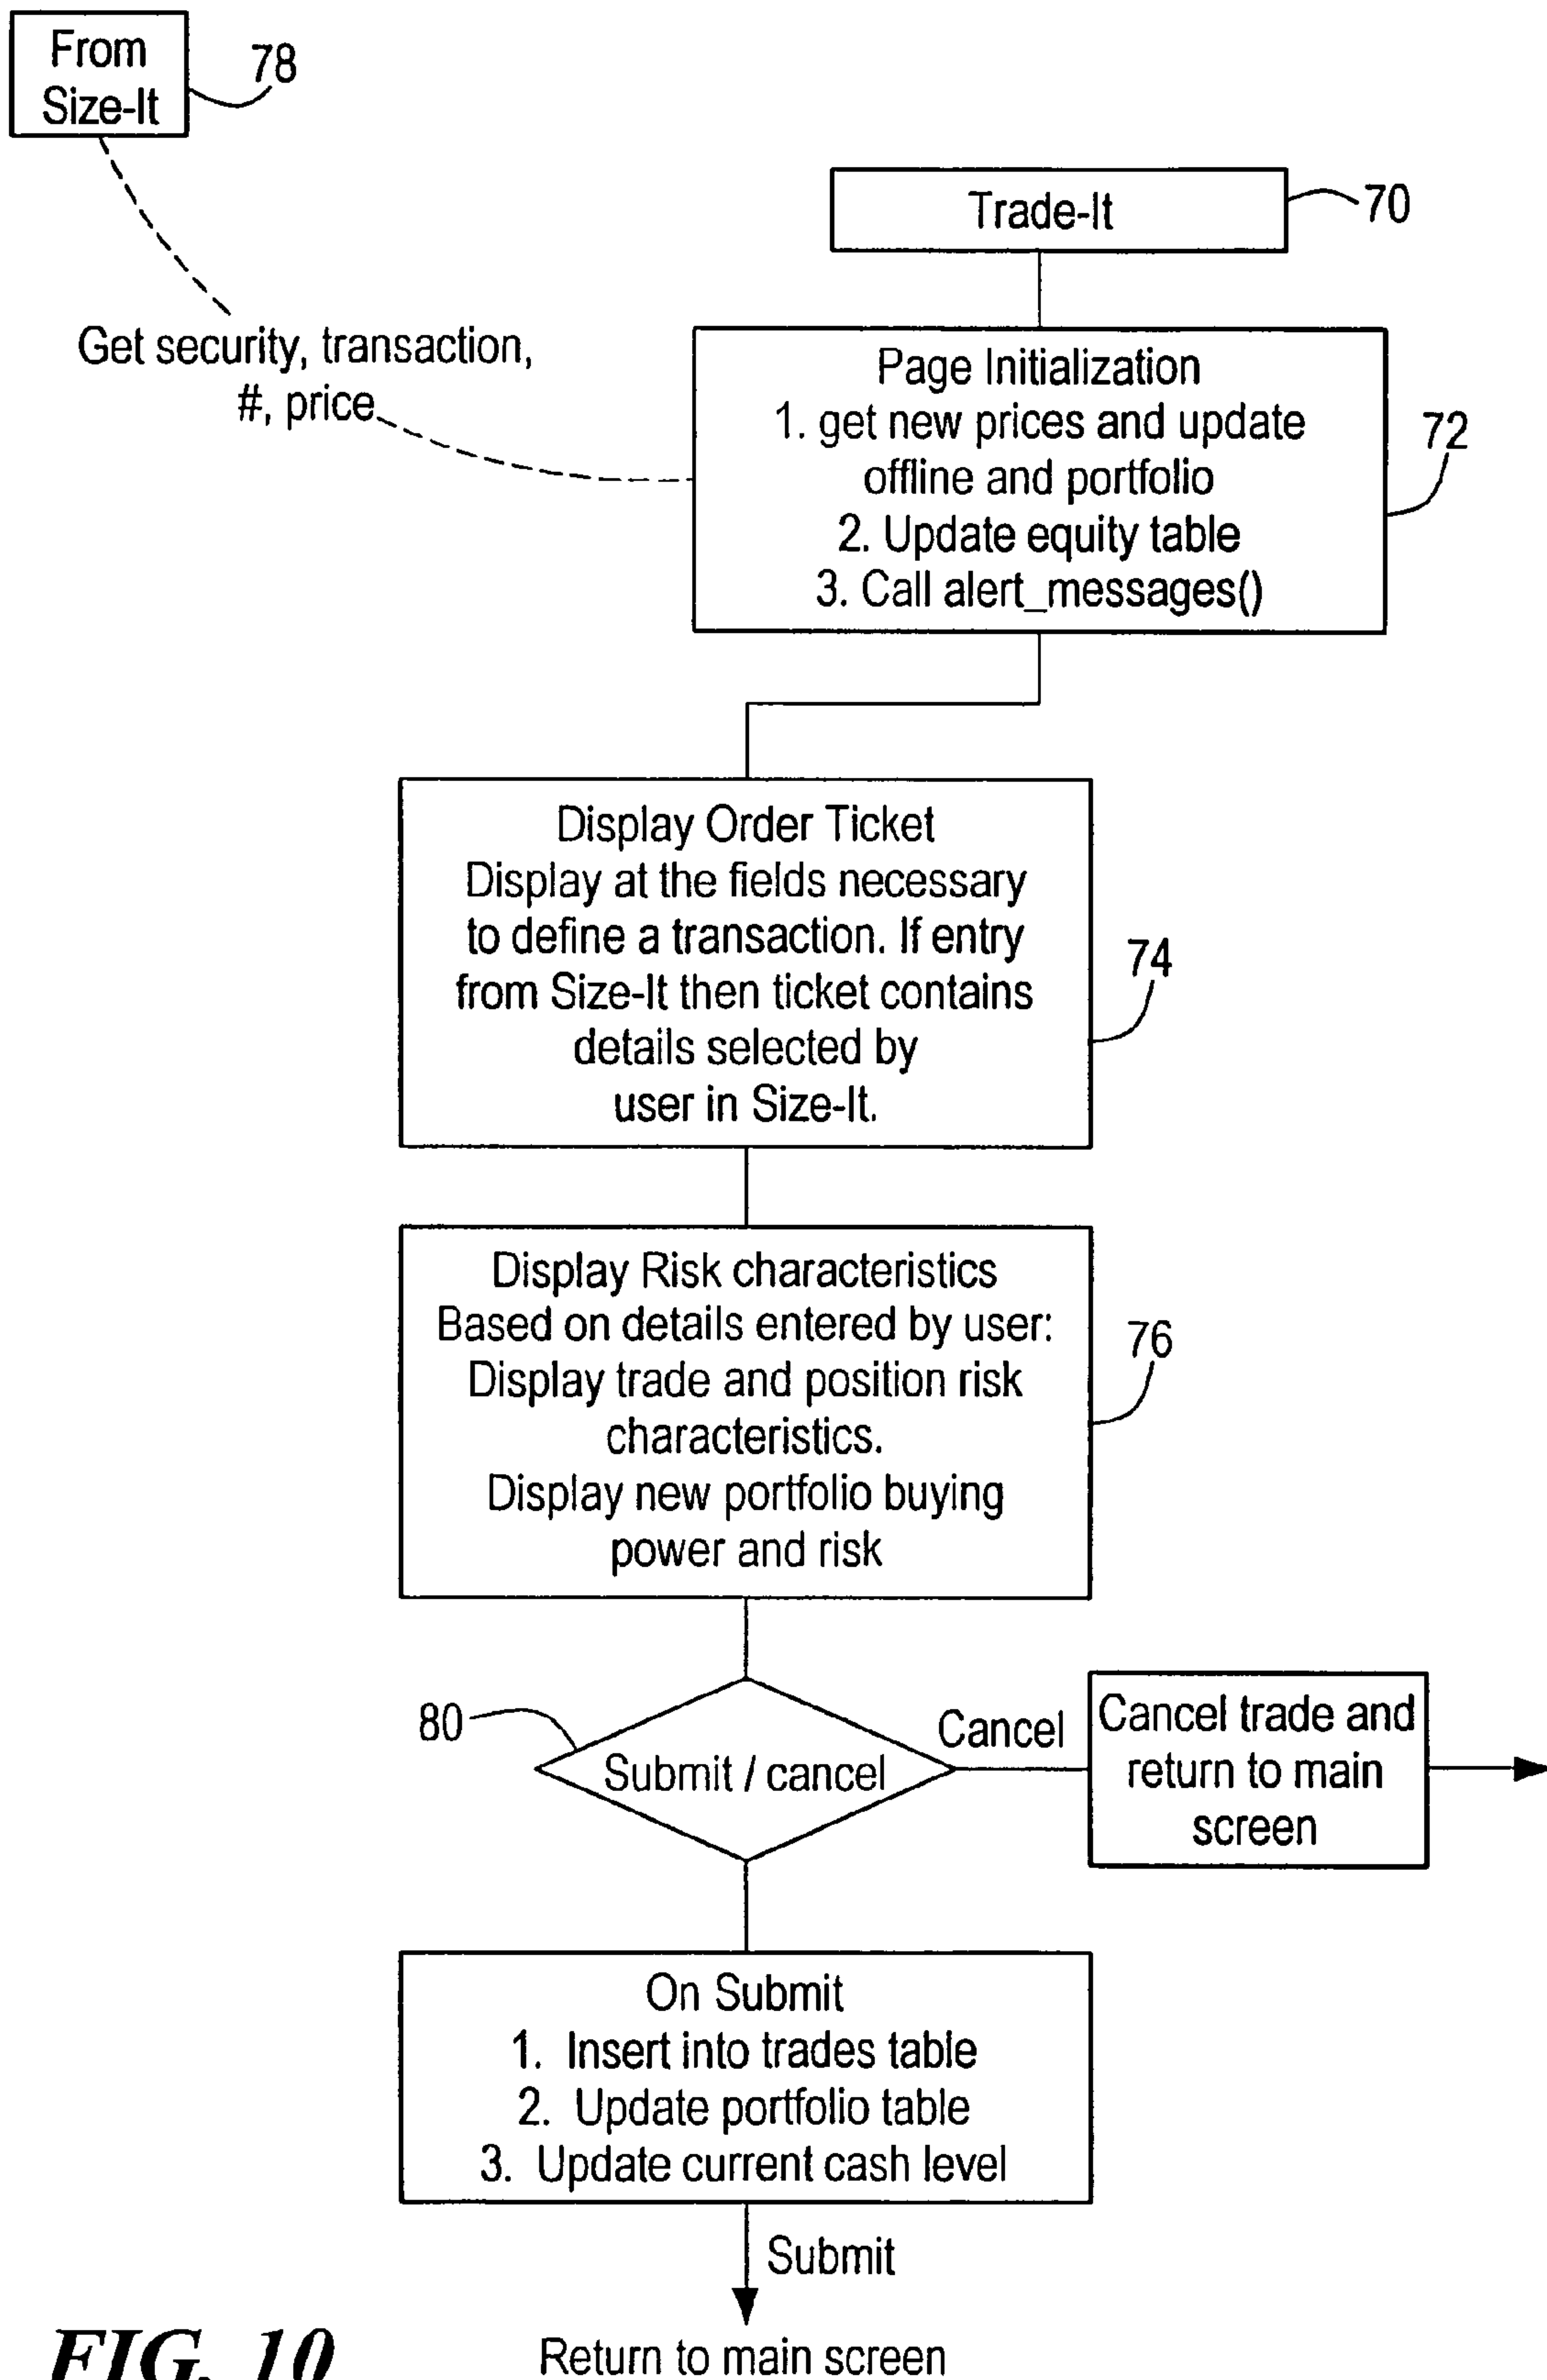 From
Size-It
78
Trade-It
70
Get security, transaction,
#, price
Page Initialization
1. get new prices and update
offline and portfolio
2. Update equity table
3. Call alert_messages()
72
Display Order Ticket
Display at the fields necessary
to define a transaction. If entry
from Size-It then ticket contains
details selected by
user in Size-It.
74
Display Risk characteristics
Based on details entered by user:
Display trade and position risk
characteristics.
Display new portfolio buying
power and risk
76
80
Submit / cancel
Cancel
Cancel trade and
return to main
screen
On Submit
1. Insert into trades table
2. Update portfolio table
3. Update current cash level
Submit
Return to main screen
FIG. 10